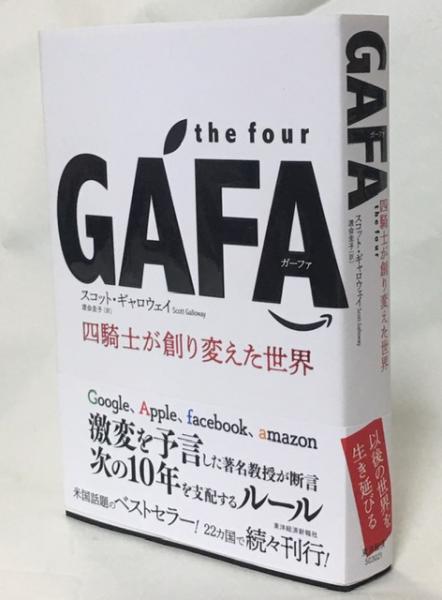 the four
GAFA
ガーファ
スコット・ギャロウェイ Scott Galloway
渡会圭子〔訳〕
四騎士が創り変えた世界
Google、Apple、facebook、amazon
激変を予言した著名教授が断言
次の10年を支配するルール
東洋経済新報社
米国話題のベストセラー!22カ国で続々刊行!
GAFA
ガーファ
the four
四騎士が創り変えた世界
スコット・ギャロウェイ Scott Galloway
渡会圭子〔訳〕
以後の世界を
生き延びる